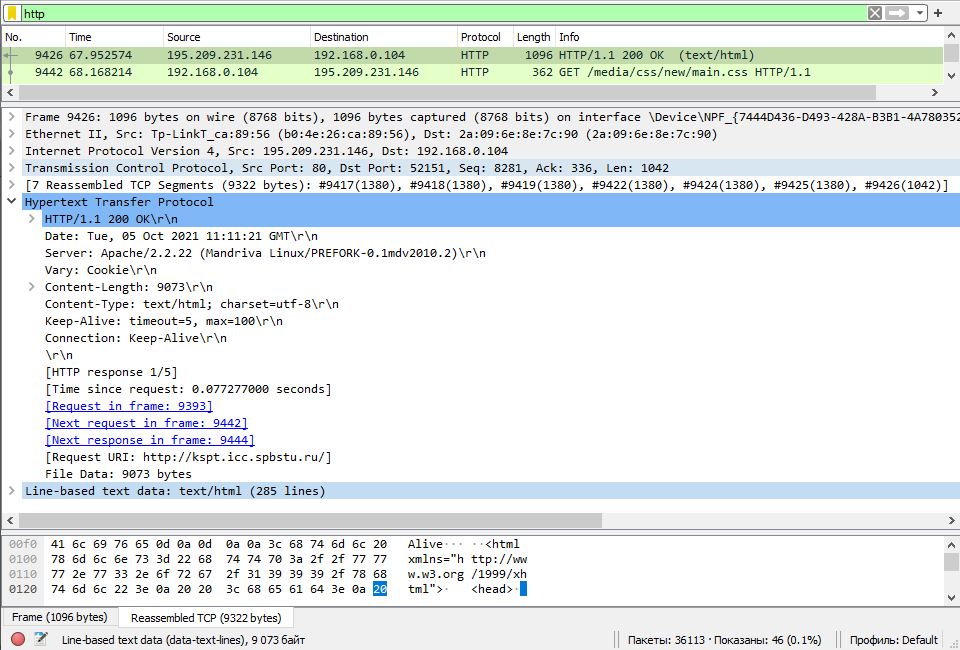 http
No. Time Source Destination Protocol Length Info
9426 67.952574 195.209.231.146 192.168.0.104 HTTP 1096 HTTP/1.1 200 OK (text/html)
9442 68.168214 192.168.0.104 195.209.231.146 HTTP 362 GET /media/css/new/main.css HTTP/1.1
Frame 9426: 1096 bytes on wire (8768 bits), 1096 bytes captured (8768 bits) on interface \Device\NPF_{7444D436-D493-428A-B3B1-4A780352
Ethernet II, Src: Tp-LinkT_ca:89:56 (b0:4e:26:ca:89:56), Dst: 2a:09:6e:8e:7c:90 (2a:09:6e:8e:7c:90)
Internet Protocol Version 4, Src: 195.209.231.146, Dst: 192.168.0.104
Transmission Control Protocol, Src Port: 80, Dst Port: 52151, Seq: 8281, Ack: 336, Len: 1042
[7 Reassembled TCP Segments (9322 bytes): #9417(1380), #9418(1380), #9419(1380), #9422(1380), #9424(1380), #9425(1380), #9426(1042)]
Hypertext Transfer Protocol
HTTP/1.1 200 OK\r\n
Date: Tue, 05 Oct 2021 11:11:21 GMT\r\n
Server: Apache/2.2.22 (Mandriva Linux/PREFORK-0.1mdv2010.2)\r\n
Vary: Cookie\r\n
Content-Length: 9073\r\n
Content-Type: text/html; charset=utf-8\r\n
Keep-Alive: timeout=5, max=100\r\n
Connection: Keep-Alive\r\n
\r\n
[HTTP response 1/5]
[Time since request: 0.077277000 seconds]
[Request in frame: 9393]
[Next request in frame: 9442]
[Next response in frame: 9444]
[Request URI: http://kspt.icc.spbstu.ru/]
File Data: 9073 bytes
Line-based text data: text/html (285 lines)
00f0 41 6c 69 76 65 0d 0a 0d 0a 0a 3c 68 74 6d 6c 20 Alive··· ··<html
0100 78 6d 6c 6e 73 3d 22 68 74 74 70 3a 2f 2f 77 77 xmlns="h ttp://ww
0110 77 2e 77 33 2e 6f 72 67 2f 31 39 39 39 2f 78 68 w.w3.org /1999/xh
0120 74 6d 6c 22 3e 0a 20 20 3c 68 65 61 64 3e 0a 20 tml">· <head>·
Frame (1096 bytes) Reassembled TCP (9322 bytes)
Line-based text data (data-text-lines), 9 073 байт Пакеты: 36113 · Показаны: 46 (0.1%) Профиль: Default